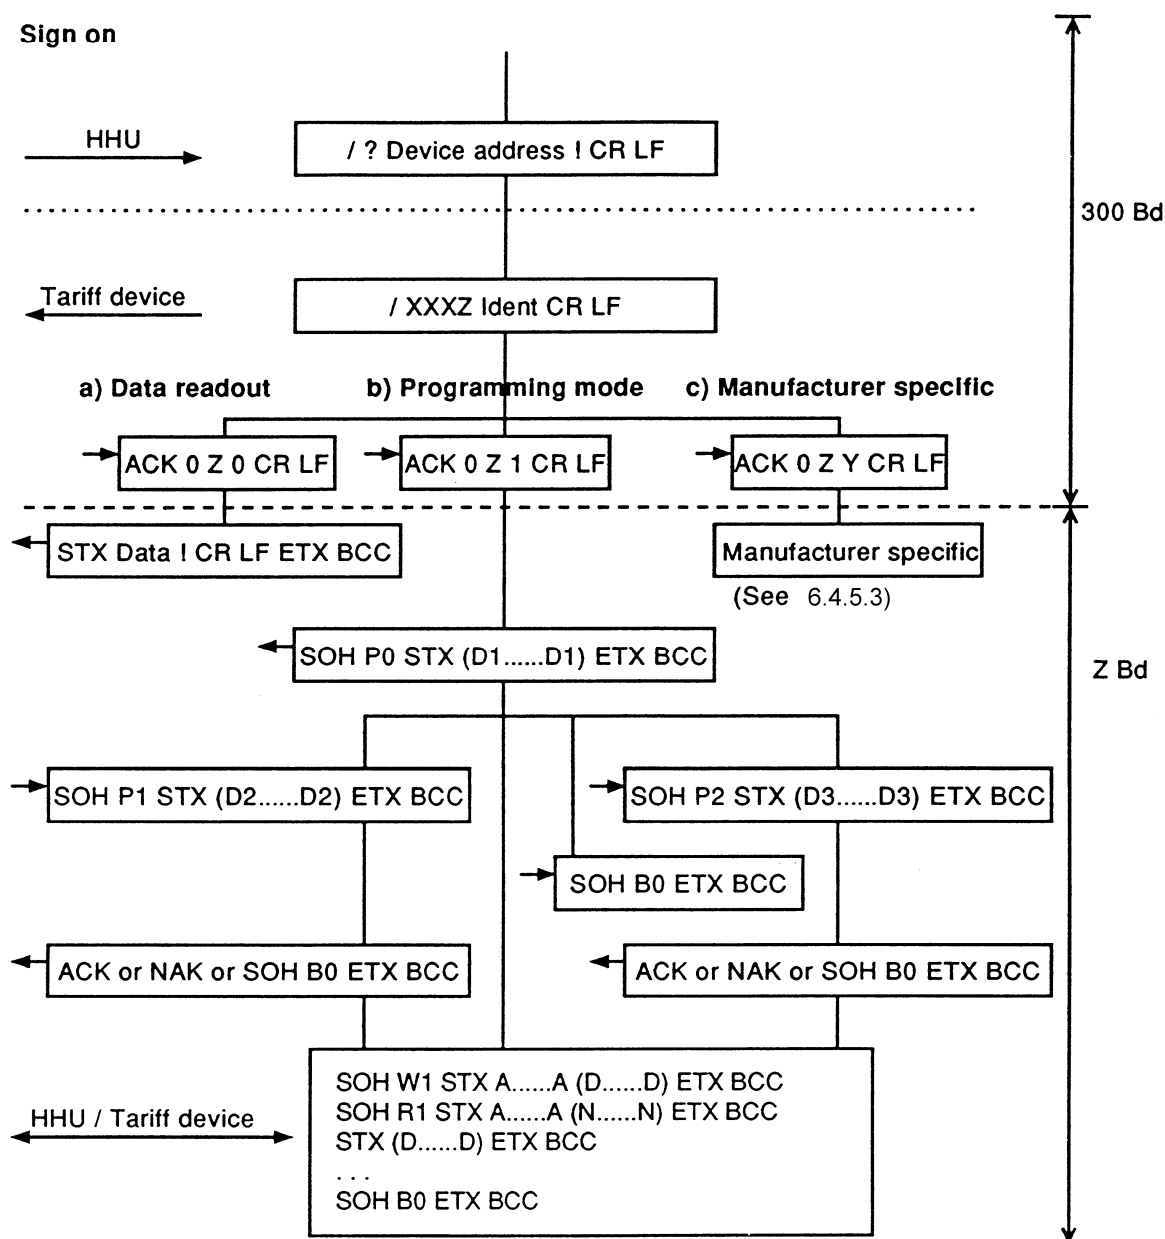 Sign on
HHU
/ ? Device address ! CR LF
300 Bd
Tariff device
/ XXXZ Ident CR LF
a) Data readout
b) Programming mode
c) Manufacturer specific
ACK 0 Z 0 CR LF
ACK 0 Z 1 CR LF
ACK 0 Z Y CR LF
STX Data ! CR LF ETX BCC
Manufacturer specific
(See 6.4.5.3)
SOH P0 STX (D1......D1) ETX BCC
Z Bd
SOH P1 STX (D2......D2) ETX BCC
SOH P2 STX (D3......D3) ETX BCC
SOH B0 ETX BCC
ACK or NAK or SOH B0 ETX BCC
ACK or NAK or SOH B0 ETX BCC
HHU / Tariff device
SOH W1 STX A......A (D......D) ETX BCC
SOH R1 STX A......A (N......N) ETX BCC
STX (D......D) ETX BCC
. . .
SOH B0 ETX BCC